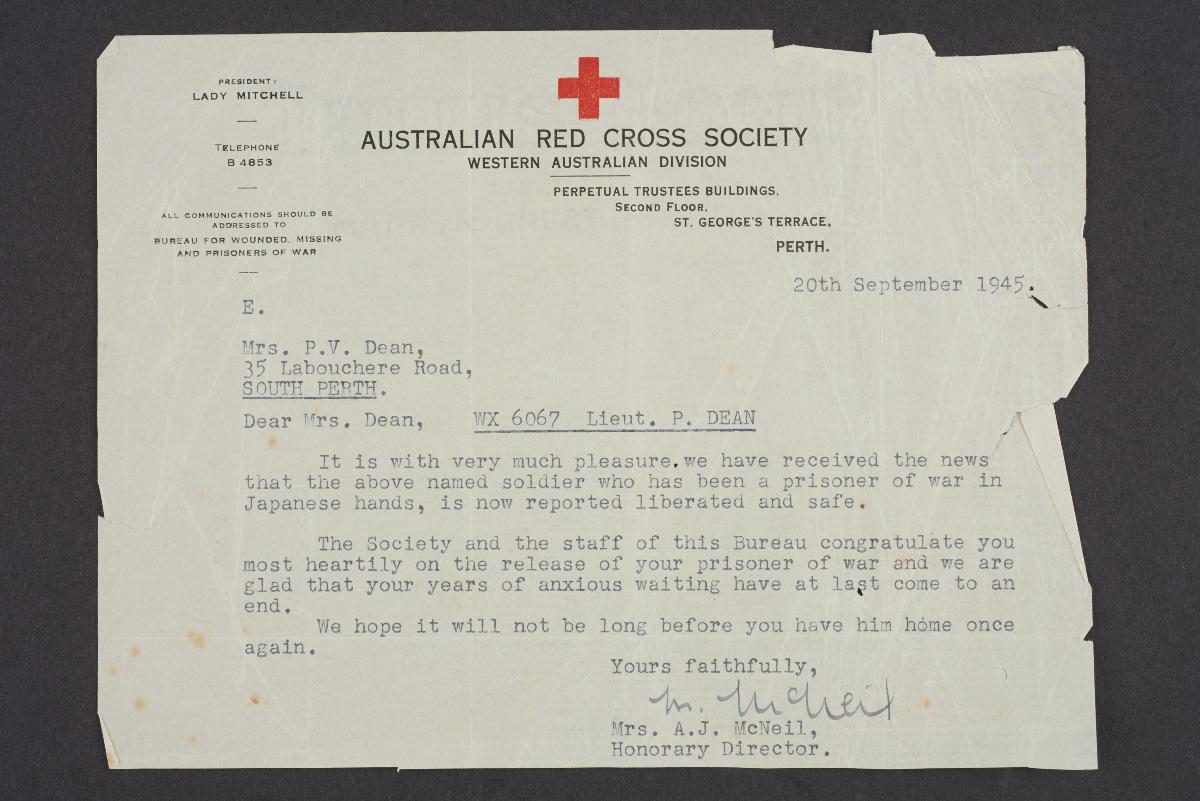 PRESIDENT:
LADY MITCHELL
TELEPHONE
B 4853
ALL COMMUNICATIONS SHOULD BE
ADDRESSED TO
BUREAU FOR WOUNDED, MISSING
AND PRISONERS OF WAR
AUSTRALIAN RED CROSS SOCIETY
WESTERN AUSTRALIAN DIVISION
PERPETUAL TRUSTEES BUILDINGS,
SECOND FLOOR,
ST. GEORGE'S TERRACE,
PERTH.
20th September 1945.
E.
Mrs. P.V. Dean,
35 Labouchere Road,
SOUTH PERTH.
Dear Mrs. Dean, WX 6067 Lieut. P. DEAN
It is with very much pleasure.we have received the news
that the above named soldier who has been a prisoner of war in
Japanese hands, is now reported liberated and safe.
The Society and the staff of this Bureau congratulate you
most heartily on the release of your prisoner of war and we are
glad that your years of anxious waiting have at last come to an
end.
We hope it will not be long before you have him home once
again.
Yours faithfully,
M. McNeil
Mrs. A.J. McNeil,
Honorary Director.